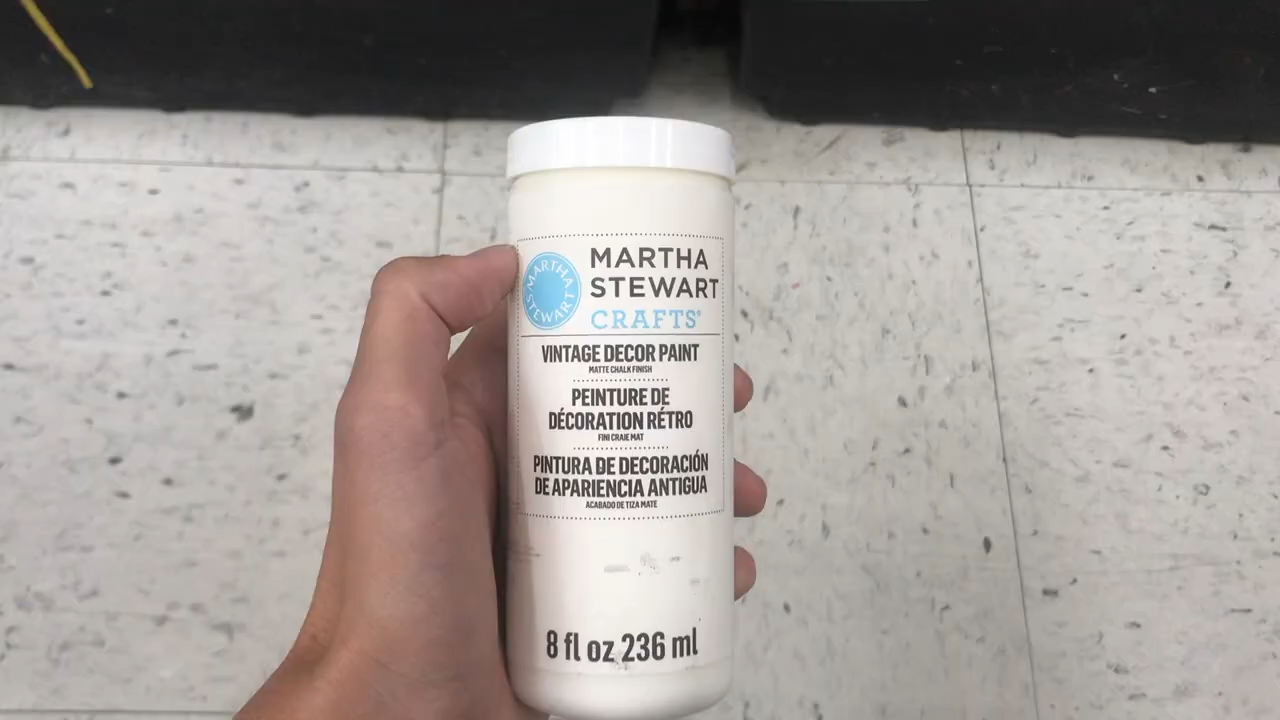 MARTHA
STEWART
MARTHA
STEWART
CRAFTS®
VINTAGE DECOR PAINT
MATTE CHALK FINISH
PEINTURE DE
DÉCORATION RÉTRO
FINI CRAIE MAT
PINTURA DE DECORACIÓN
DE APARIENCIA ANTIGUA
ACABADO DE TIZA MATE
8 fl oz 236 ml